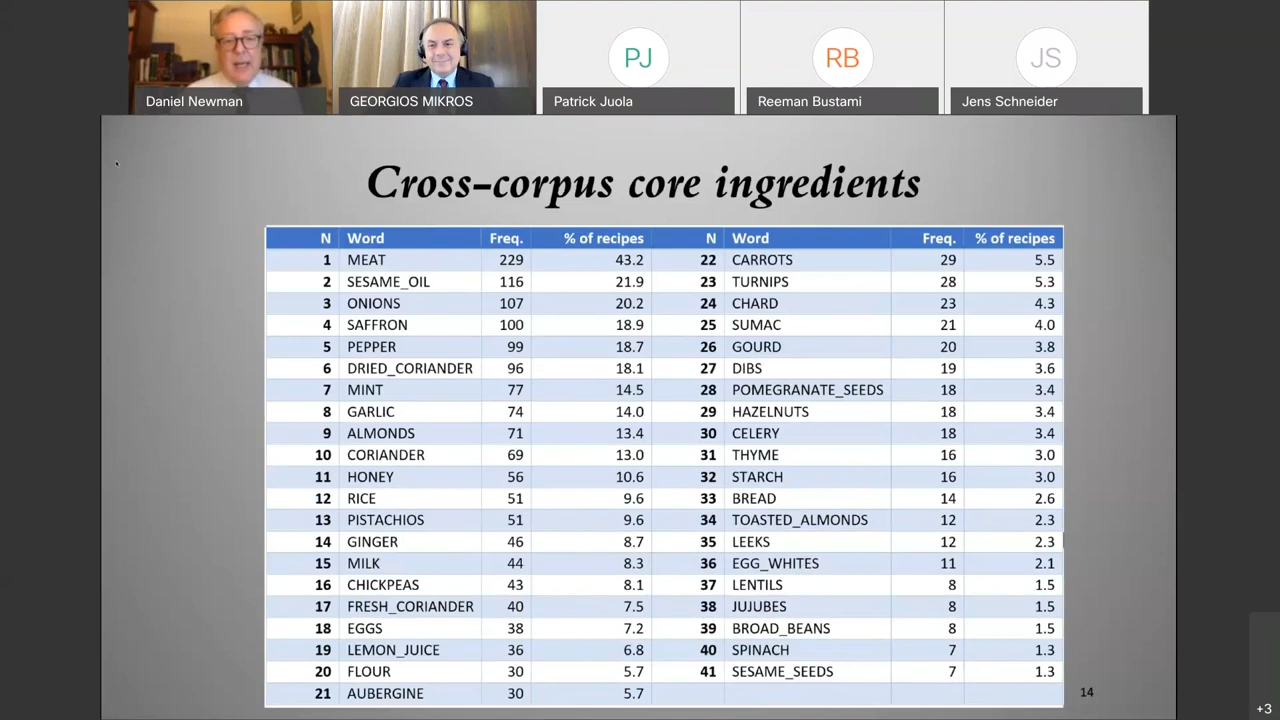 PJ
RB
JS
Daniel Newman
GEORGIOS MIKROS
Patrick Juola
Reeman Bustami
Jens Schneider
Cross-corpus core ingredients
N Word Freq. % of recipes N Word Freq. % of recipes
1 MEAT 229 43.2 22 CARROTS 29 5.5
2 SESAME_OIL 116 21.9 23 TURNIPS 28 5.3
3 ONIONS 107 20.2 24 CHARD 23 4.3
4 SAFFRON 100 18.9 25 SUMAC 21 4.0
5 PEPPER 99 18.7 26 GOURD 20 3.8
6 DRIED_CORIANDER 96 18.1 27 DIBS 19 3.6
7 MINT 77 14.5 28 POMEGRANATE_SEEDS 18 3.4
8 GARLIC 74 14.0 29 HAZELNUTS 18 3.4
9 ALMONDS 71 13.4 30 CELERY 18 3.4
10 CORIANDER 69 13.0 31 THYME 16 3.0
11 HONEY 56 10.6 32 STARCH 16 3.0
12 RICE 51 9.6 33 BREAD 14 2.6
13 PISTACHIOS 51 9.6 34 TOASTED_ALMONDS 12 2.3
14 GINGER 46 8.7 35 LEEKS 12 2.3
15 MILK 44 8.3 36 EGG_WHITES 11 2.1
16 CHICKPEAS 43 8.1 37 LENTILS 8 1.5
17 FRESH_CORIANDER 40 7.5 38 JUJUBES 8 1.5
18 EGGS 38 7.2 39 BROAD_BEANS 8 1.5
19 LEMON_JUICE 36 6.8 40 SPINACH 7 1.3
20 FLOUR 30 5.7 41 SESAME_SEEDS 7 1.3
21 AUBERGINE 30 5.7
14
+3